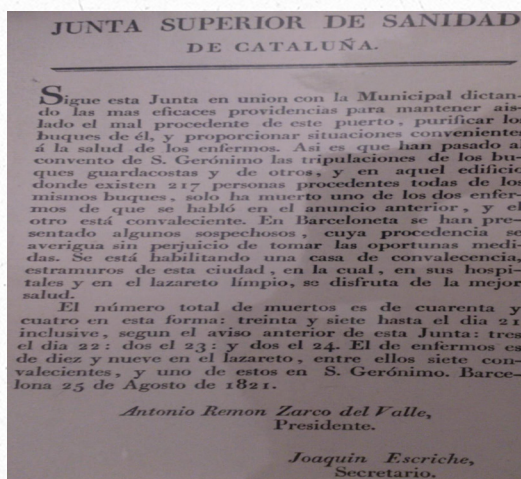 JUNTA SUPERIOR DE SANIDAD
DE CATALUÑA.
Sigue esta Junta en union con la Municipal dictan-
do las mas eficaces providencias para mantener ais-
lado el mal procedente de este puerto, purificar los
buques de él, y proporcionar situaciones convenientes
á la salud de los enfermos. Asi es que han pasado al
convento de S. Gerónimo las tripulaciones de los bu-
ques guardacostas y de otros, y en aquel edificio
donde existen 217 personas procedentes todas de los
mismos buques, solo ha muerto uno de los dos enfer-
mos de que se habló en el anuncio anterior, y el
otro está convaleciente. En Barceloneta se han pre-
sentado algunos sospechosos, cuya procedencia se
averigua sin perjuicio de tomar las oportunas medi-
das. Se está habilitando una casa de convalecencia,
estramuros de esta ciudad, en la cual, en sus hospi-
tales y en el lazareto límpio, se disfruta de la mejor
salud.
El número total de muertos es de cuarenta y
cuatro en esta forma: treinta y siete hasta el dia 21
inclusive, segun el aviso anterior de esta Junta: tres
el dia 22: dos el 23: y dos el 24. El de enfermos es
de diez y nueve en el lazareto, entre ellos siete con-
valecientes, y uno de estos en S. Gerónimo. Barce-
lona 25 de Agosto de 1821.
Antonio Remon Zarco del Valle,
Presidente.
Joaquin Escriche,
Secretario.